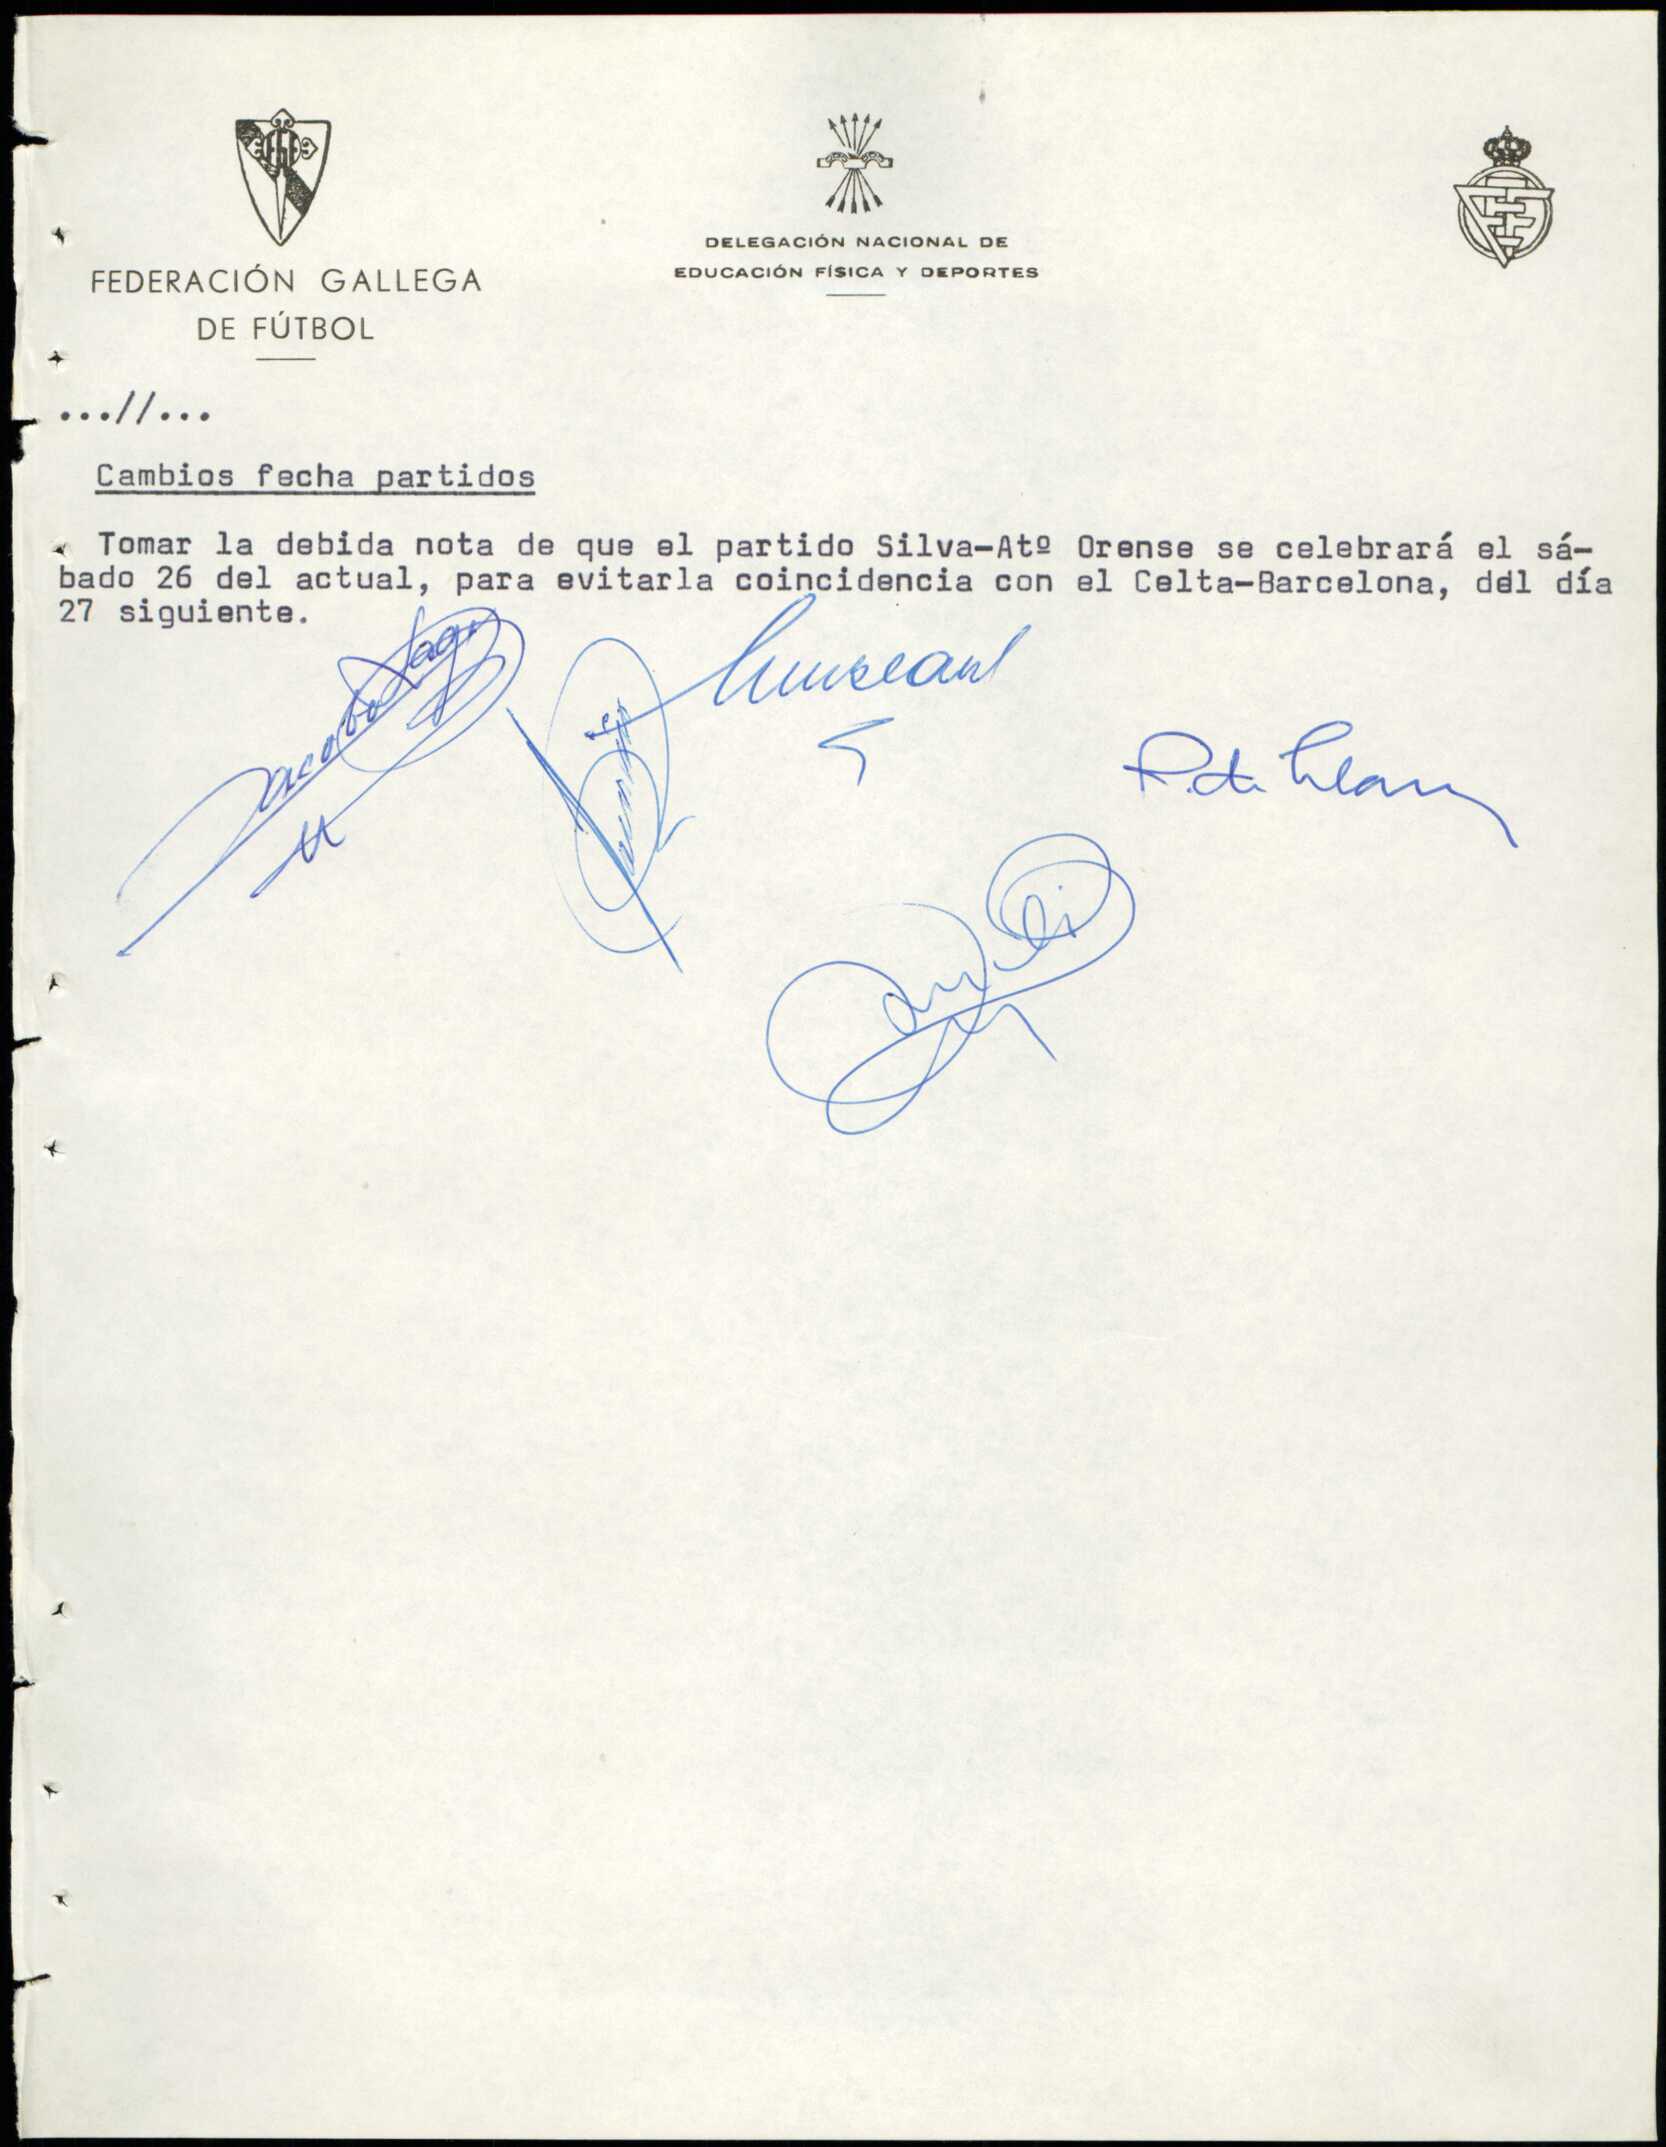 FEDERACIÓN GALLEGA
DE FÚTBOL
DELEGACIÓN NACIONAL DE
EDUCACIÓN FÍSICA Y DEPORTES
...//...
Cambios fecha partidos
Tomar la debida nota de que el partido Silva-Atº Orense se celebrará el sá-
bado 26 del actual, para evitarla coincidencia con el Celta-Barcelona, del día
27 siguiente.